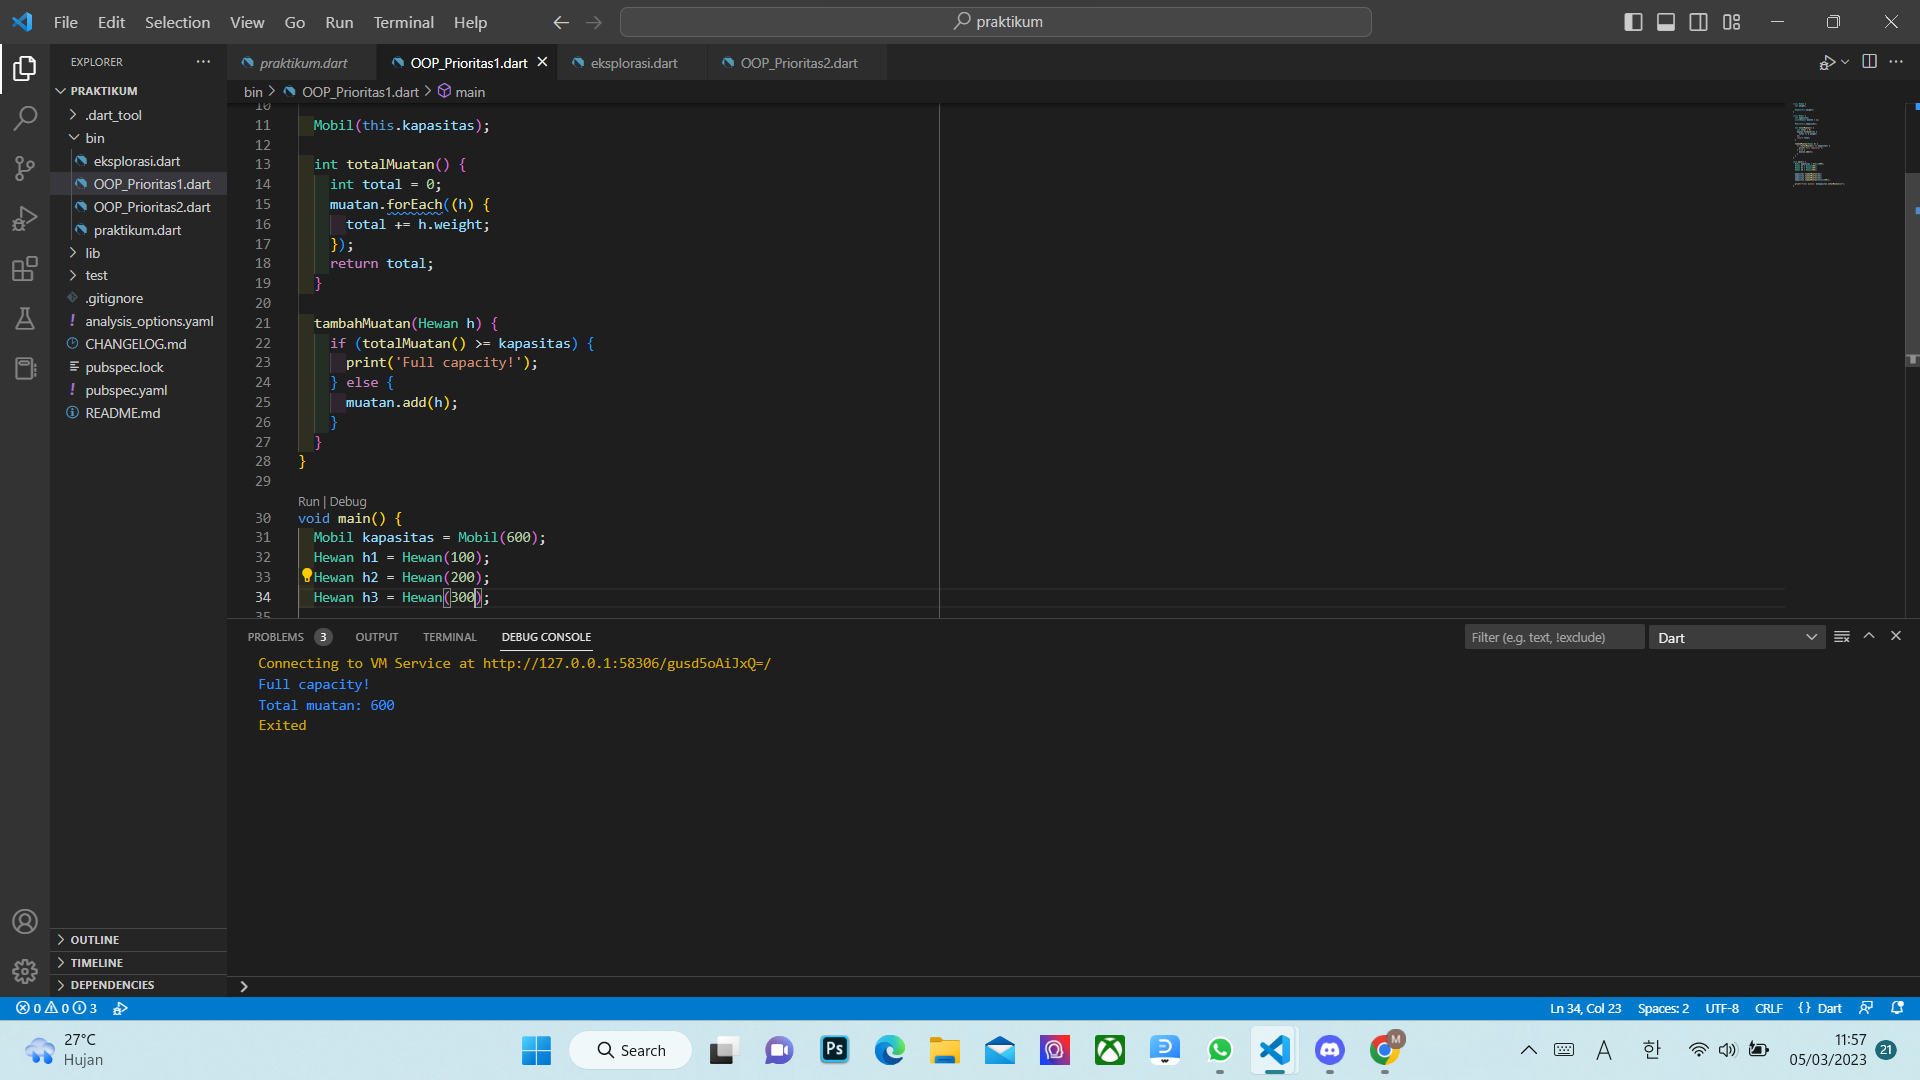 File Edit Selection View Go Run Terminal Help
praktikum
EXPLORER
praktikum.dart
OOP_Prioritas1.dart
eksplorasi.dart
OOP_Prioritas2.dart
bin > OOP_Prioritas1.dart > main
PRAKTIKUM
.dart_tool
bin
eksplorasi.dart
OOP_Prioritas1.dart
OOP_Prioritas2.dart
praktikum.dart
lib
test
.gitignore
analysis_options.yaml
CHANGELOG.md
pubspec.lock
pubspec.yaml
README.md
OUTLINE
TIMELINE
DEPENDENCIES
10
11 Mobil(this.kapasitas);
12
13 int totalMuatan() {
14 int total = 0;
15 muatan.forEach((h) {
16 total += h.weight;
17 });
18 return total;
19 }
20
21 tambahMuatan(Hewan h) {
22 if (totalMuatan() >= kapasitas) {
23 print('Full capacity!');
24 } else {
25 muatan.add(h);
26 }
27 }
28 }
29
Run | Debug
30 void main() {
31 Mobil kapasitas = Mobil(600);
32 Hewan h1 = Hewan(100);
33 Hewan h2 = Hewan(200);
34 Hewan h3 = Hewan(300);
35
PROBLEMS 3 OUTPUT TERMINAL DEBUG CONSOLE
Filter (e.g. text, !exclude)
Dart
Connecting to VM Service at http://127.0.0.1:58306/gusd5oAiJxQ=/
Full capacity!
Total muatan: 600
Exited
0 0 3
Ln 34, Col 23 Spaces: 2 UTF-8 CRLF {} Dart
27°C
Hujan
Search
Ps
M
A
한
11:57
05/03/2023
21